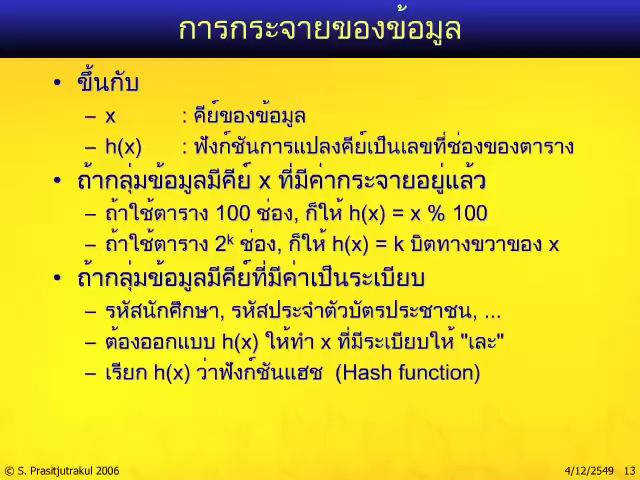 การกระจายของข้อมูล
• ขึ้นกับ
– x : คีย์ของข้อมูล
– h(x) : ฟังก์ชันการแปลงคีย์เป็นเลขที่ช่องของตาราง
• ถ้ากลุ่มข้อมูลมีคีย์ x ที่มีค่ากระจายอยู่แล้ว
– ถ้าใช้ตาราง 100 ช่อง, ก็ให้ h(x) = x % 100
– ถ้าใช้ตาราง 2ᵏ ช่อง, ก็ให้ h(x) = k บิตทางขวาของ x
• ถ้ากลุ่มข้อมูลมีคีย์ที่มีค่าเป็นระเบียบ
– รหัสนักศึกษา, รหัสประจำตัวบัตรประชาชน, ...
– ต้องออกแบบ h(x) ให้ทำ x ที่มีระเบียบให้ "เละ"
– เรียก h(x) ว่าฟังก์ชันแฮช (Hash function)
© S. Prasitjutrakul 2006 4/12/2549 13